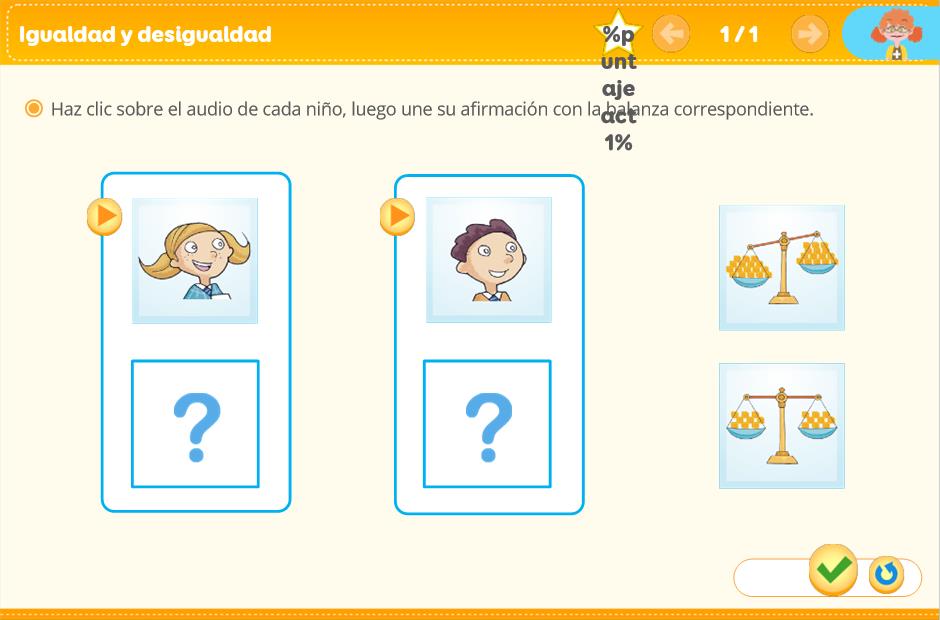 Igualdad y desigualdad
%p
unt
aje
act
1%
1 / 1
Haz clic sobre el audio de cada niño, luego une su afirmación con la balanza correspondiente.
?
?